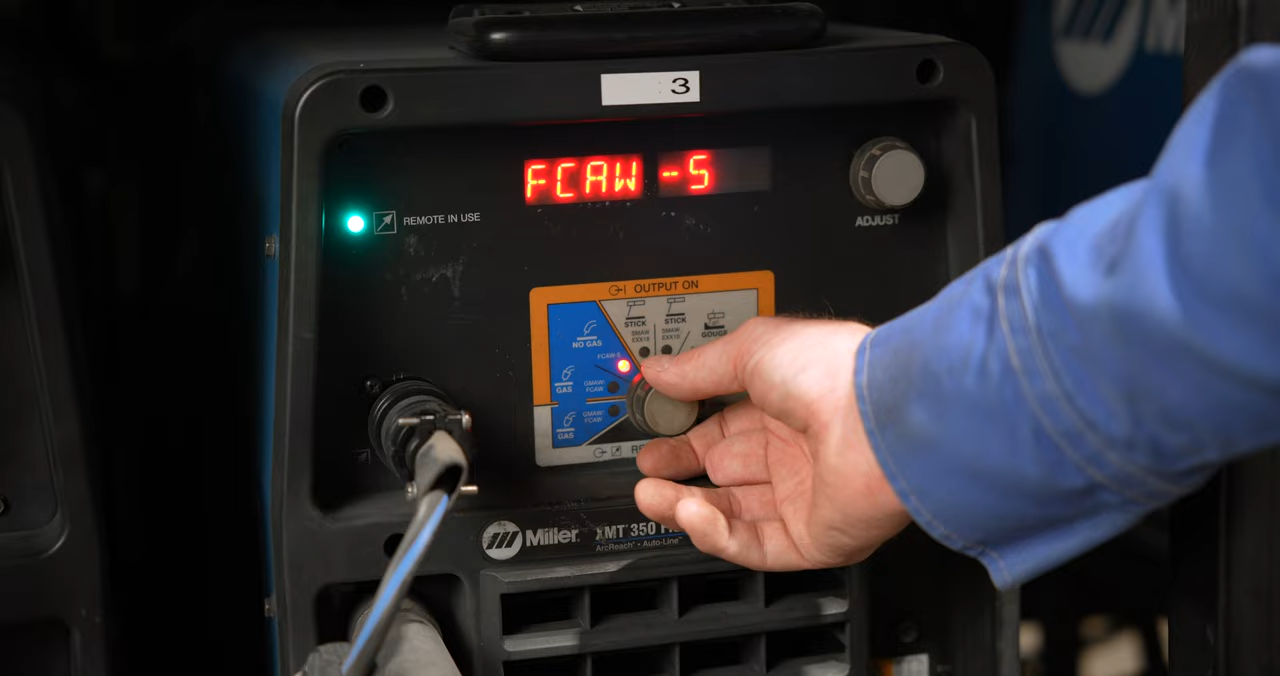 3
FCAW -S
REMOTE IN USE
ADJUST
OUTPUT ON
STICK
STICK
SMAW
EXX18
SMAW
EXX10
NO GAS
FCAW-S
GAS
GMAW/
FCAW
GAS
GMAW/
FCAW
Miller
XMT 350
ArcReach • Auto-Line